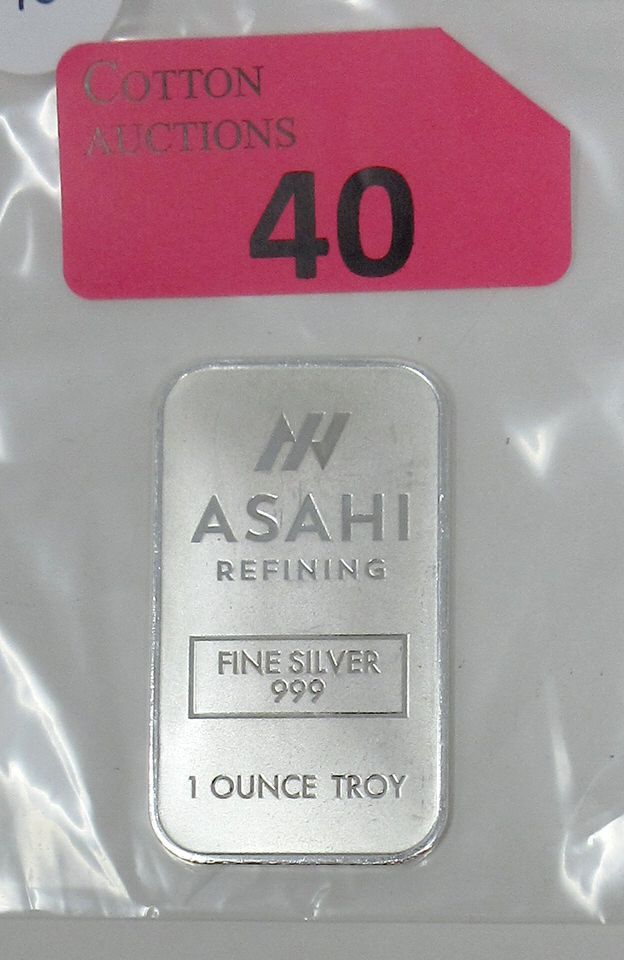 COTTON
AUCTIONS
40
ASAHI
REFINING
FINE SILVER
999
1 OUNCE TROY